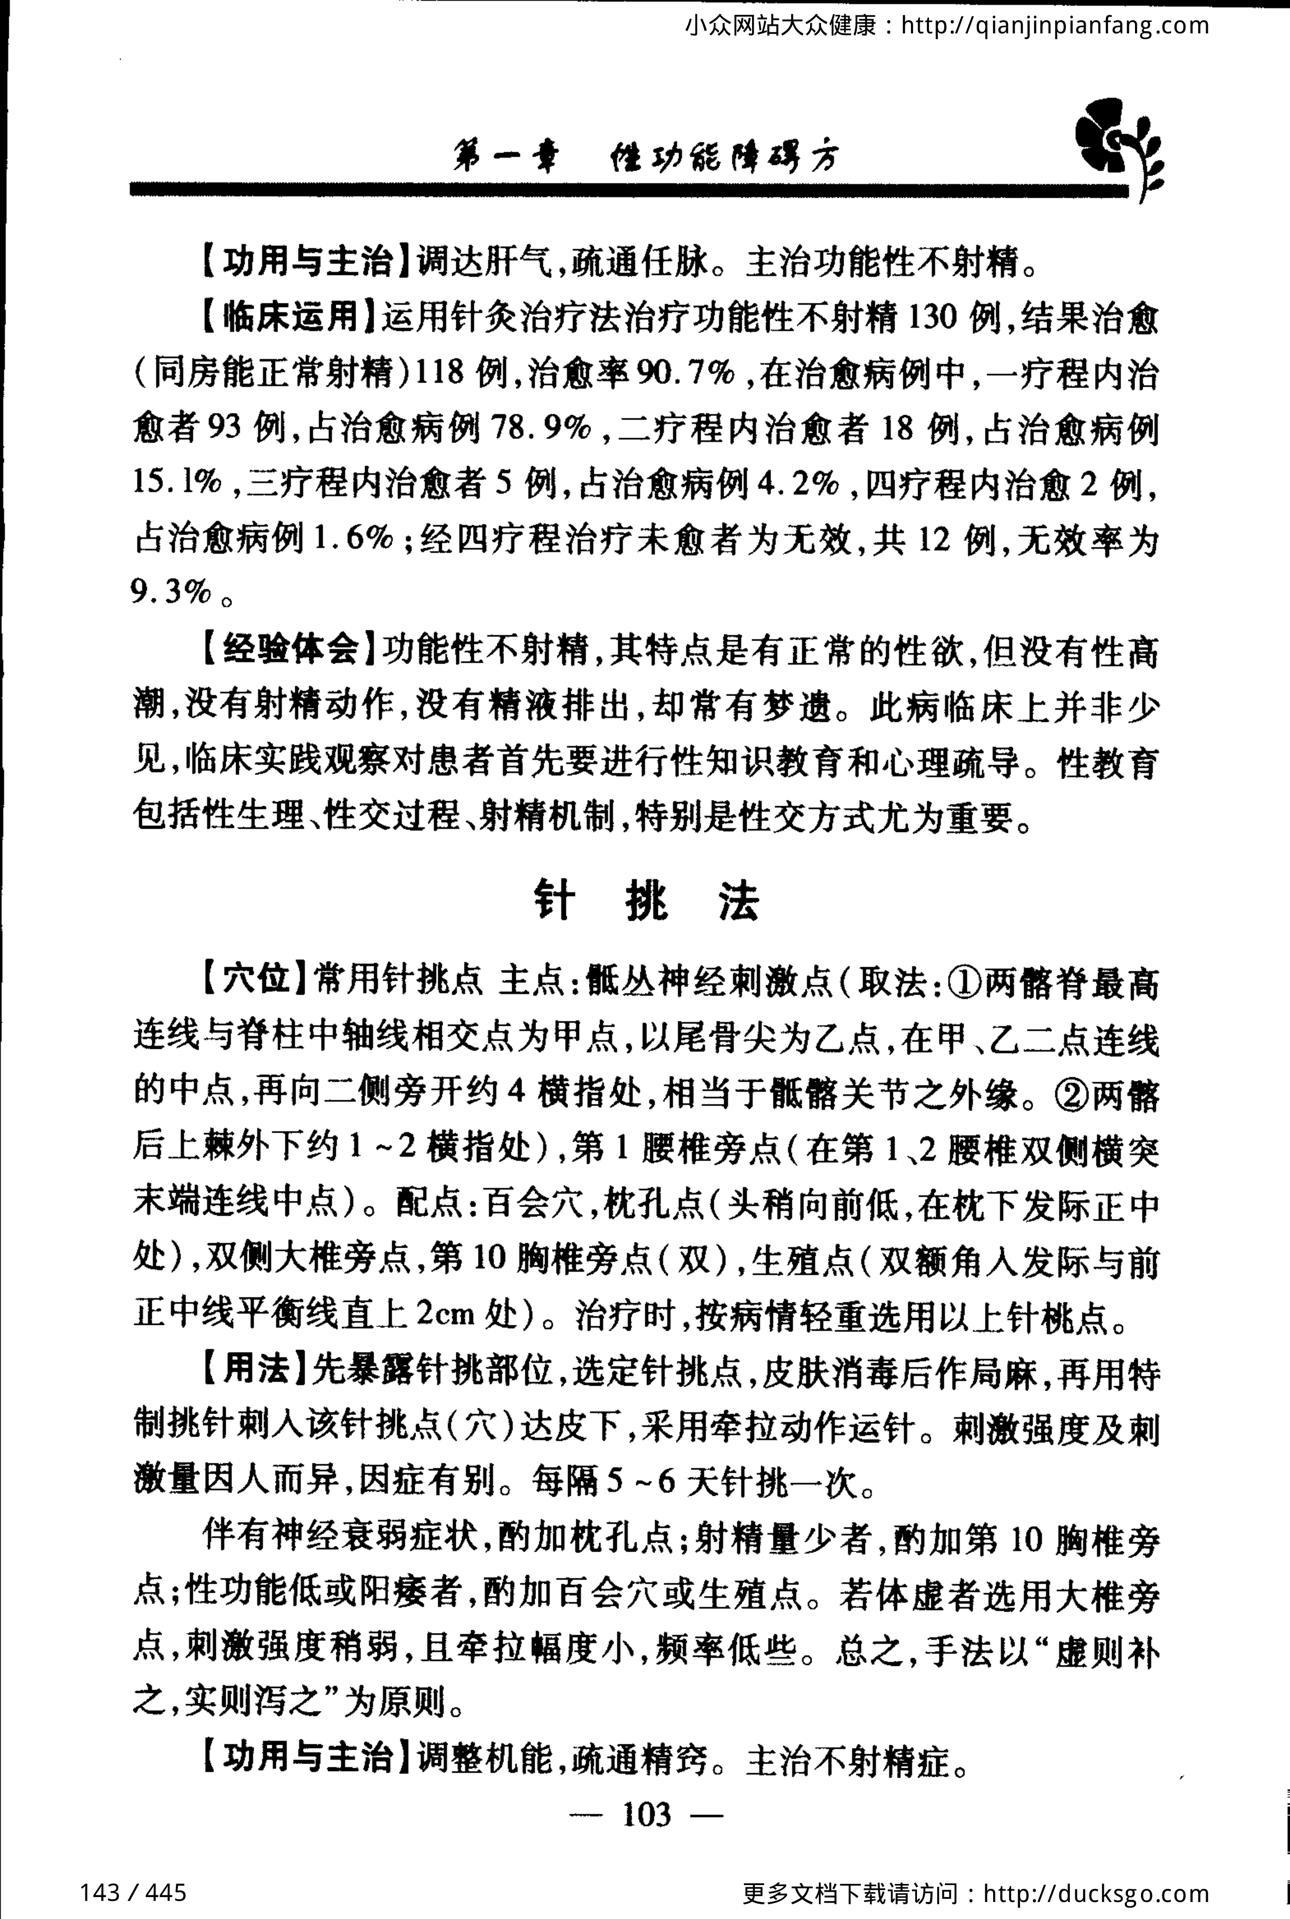 小众网站大众健康：http://qianjinpianfang.com
第一章 性功能障碍方
【功用与主治】调达肝气，疏通任脉。主治功能性不射精。
【临床运用】运用针灸治疗法治疗功能性不射精 130 例，结果治愈
（同房能正常射精）118 例，治愈率 90.7%，在治愈病例中，一疗程内治
愈者 93 例，占治愈病例 78.9%，二疗程内治愈者 18 例，占治愈病例
15.1%，三疗程内治愈者 5 例，占治愈病例 4.2%，四疗程内治愈 2 例，
占治愈病例 1.6%；经四疗程治疗未愈者为无效，共 12 例，无效率为
9.3%。
【经验体会】功能性不射精，其特点是有正常的性欲，但没有性高
潮，没有射精动作，没有精液排出，却常有梦遗。此病临床上并非少
见，临床实践观察对患者首先要进行性知识教育和心理疏导。性教育
包括性生理、性交过程、射精机制，特别是性交方式尤为重要。
针 挑 法
【穴位】常用针挑点 主点：骶丛神经刺激点（取法：①两髂脊最高
连线与脊柱中轴线相交点为甲点，以尾骨尖为乙点，在甲、乙二点连线
的中点，再向二侧旁开约 4 横指处，相当于骶髂关节之外缘。②两髂
后上棘外下约 1～2 横指处），第 1 腰椎旁点（在第 1、2 腰椎双侧横突
末端连线中点）。配点：百会穴，枕孔点（头稍向前低，在枕下发际正中
处），双侧大椎旁点，第 10 胸椎旁点（双），生殖点（双额角入发际与前
正中线平衡线直上 2cm 处）。治疗时，按病情轻重选用以上针桃点。
【用法】先暴露针挑部位，选定针挑点，皮肤消毒后作局麻，再用特
制挑针刺入该针挑点（穴）达皮下，采用牵拉动作运针。刺激强度及刺
激量因人而异，因症有别。每隔 5～6 天针挑一次。
伴有神经衰弱症状，酌加枕孔点；射精量少者，酌加第 10 胸椎旁
点；性功能低或阳痿者，酌加百会穴或生殖点。若体虚者选用大椎旁
点，刺激强度稍弱，且牵拉幅度小，频率低些。总之，手法以“虚则补
之，实则泻之”为原则。
【功用与主治】调整机能，疏通精窍。主治不射精症。
— 103 —
143 / 445
更多文档下载请访问：http://ducksgo.com